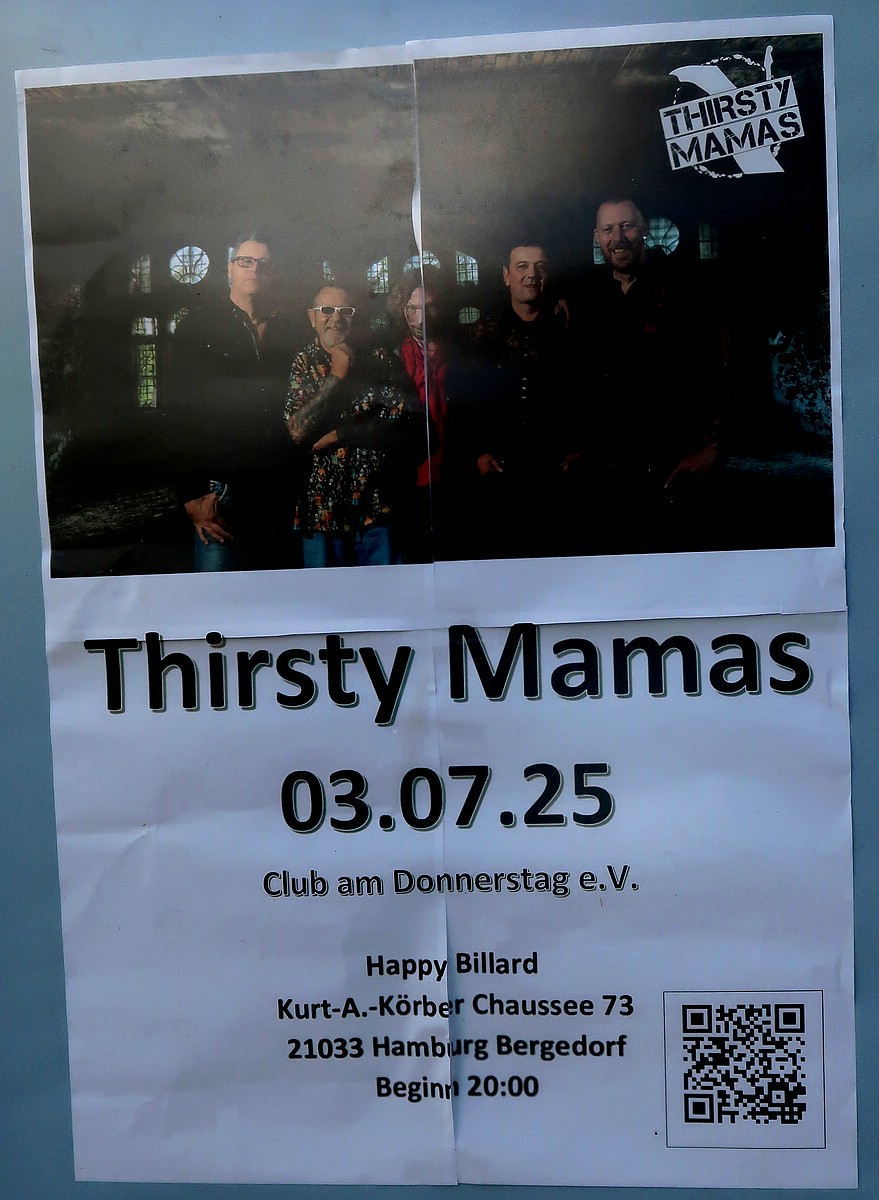 THIRSTY
MAMAS
Thirsty Mamas
03.07.25
Club am Donnerstag e.V.
Happy Billard
Kurt-A.-Körber Chaussee 73
21033 Hamburg Bergedorf
Beginn 20:00